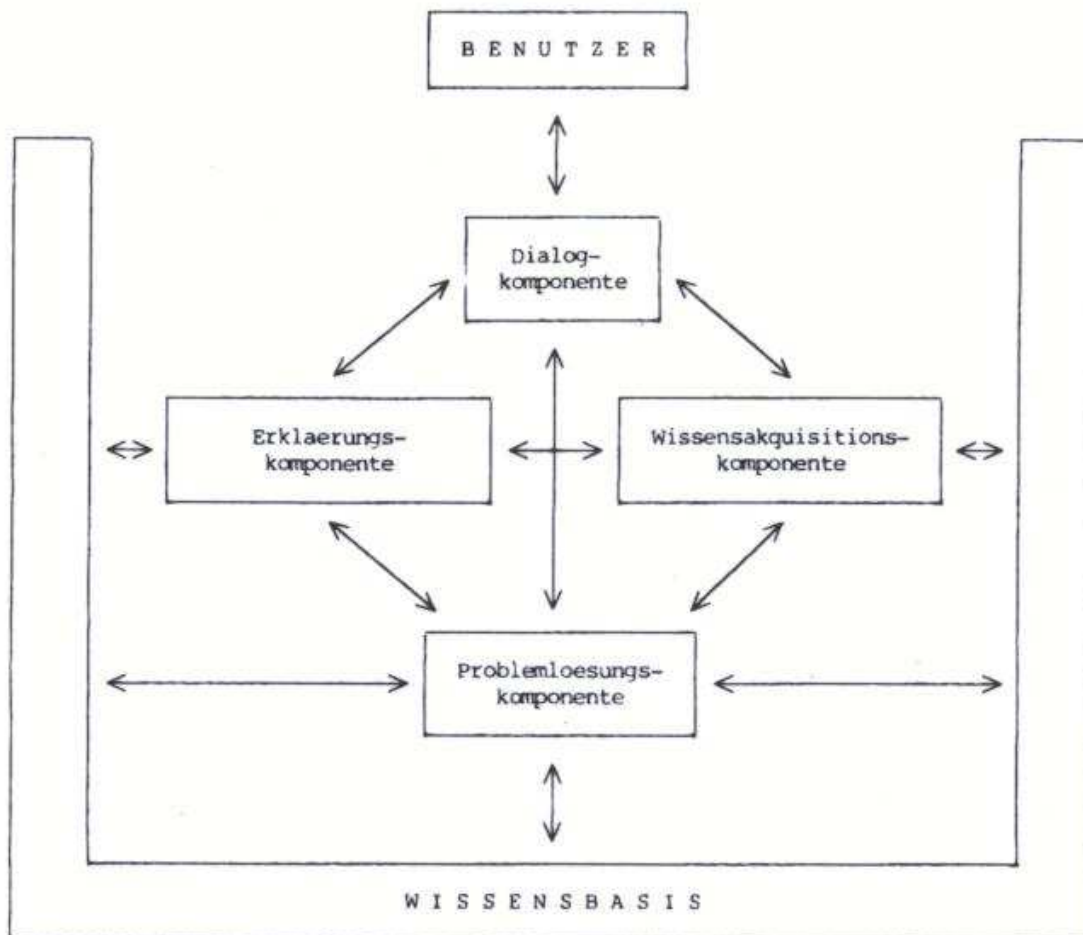 B E N U T Z E R
Dialog-
komponente
Erklaerungs-
komponente
Wissensakquisitions-
komponente
Problemloesungs-
komponente
W I S S E N S B A S I S